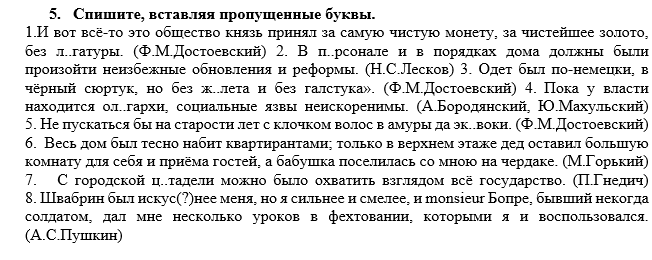 5. Спишите, вставляя пропущенные буквы.
1.И вот всё-то это общество князь принял за самую чистую монету, за чистейшее золото,
без л..гатуры. (Ф.М.Достоевский) 2. В п..рсонале и в порядках дома должны были
произойти неизбежные обновления и реформы. (Н.С.Лесков) 3. Одет был по-немецки, в
чёрный сюртук, но без ж..лета и без галстука». (Ф.М.Достоевский) 4. Пока у власти
находится ол..гархи, социальные язвы неискоренимы. (А.Бородянский, Ю.Махульский)
5. Не пускаться бы на старости лет с клочком волос в амуры да эк..воки. (Ф.М.Достоевский)
6. Весь дом был тесно набит квартирантами; только в верхнем этаже дед оставил большую
комнату для себя и приёма гостей, а бабушка поселилась со мною на чердаке. (М.Горький)
7. С городской ц..тадели можно было охватить взглядом всё государство. (П.Гнедич)
8. Швабрин был искус(?)нее меня, но я сильнее и смелее, и monsieur Бопре, бывший некогда
солдатом, дал мне несколько уроков в фехтовании, которыми я и воспользовался.
(А.С.Пушкин)